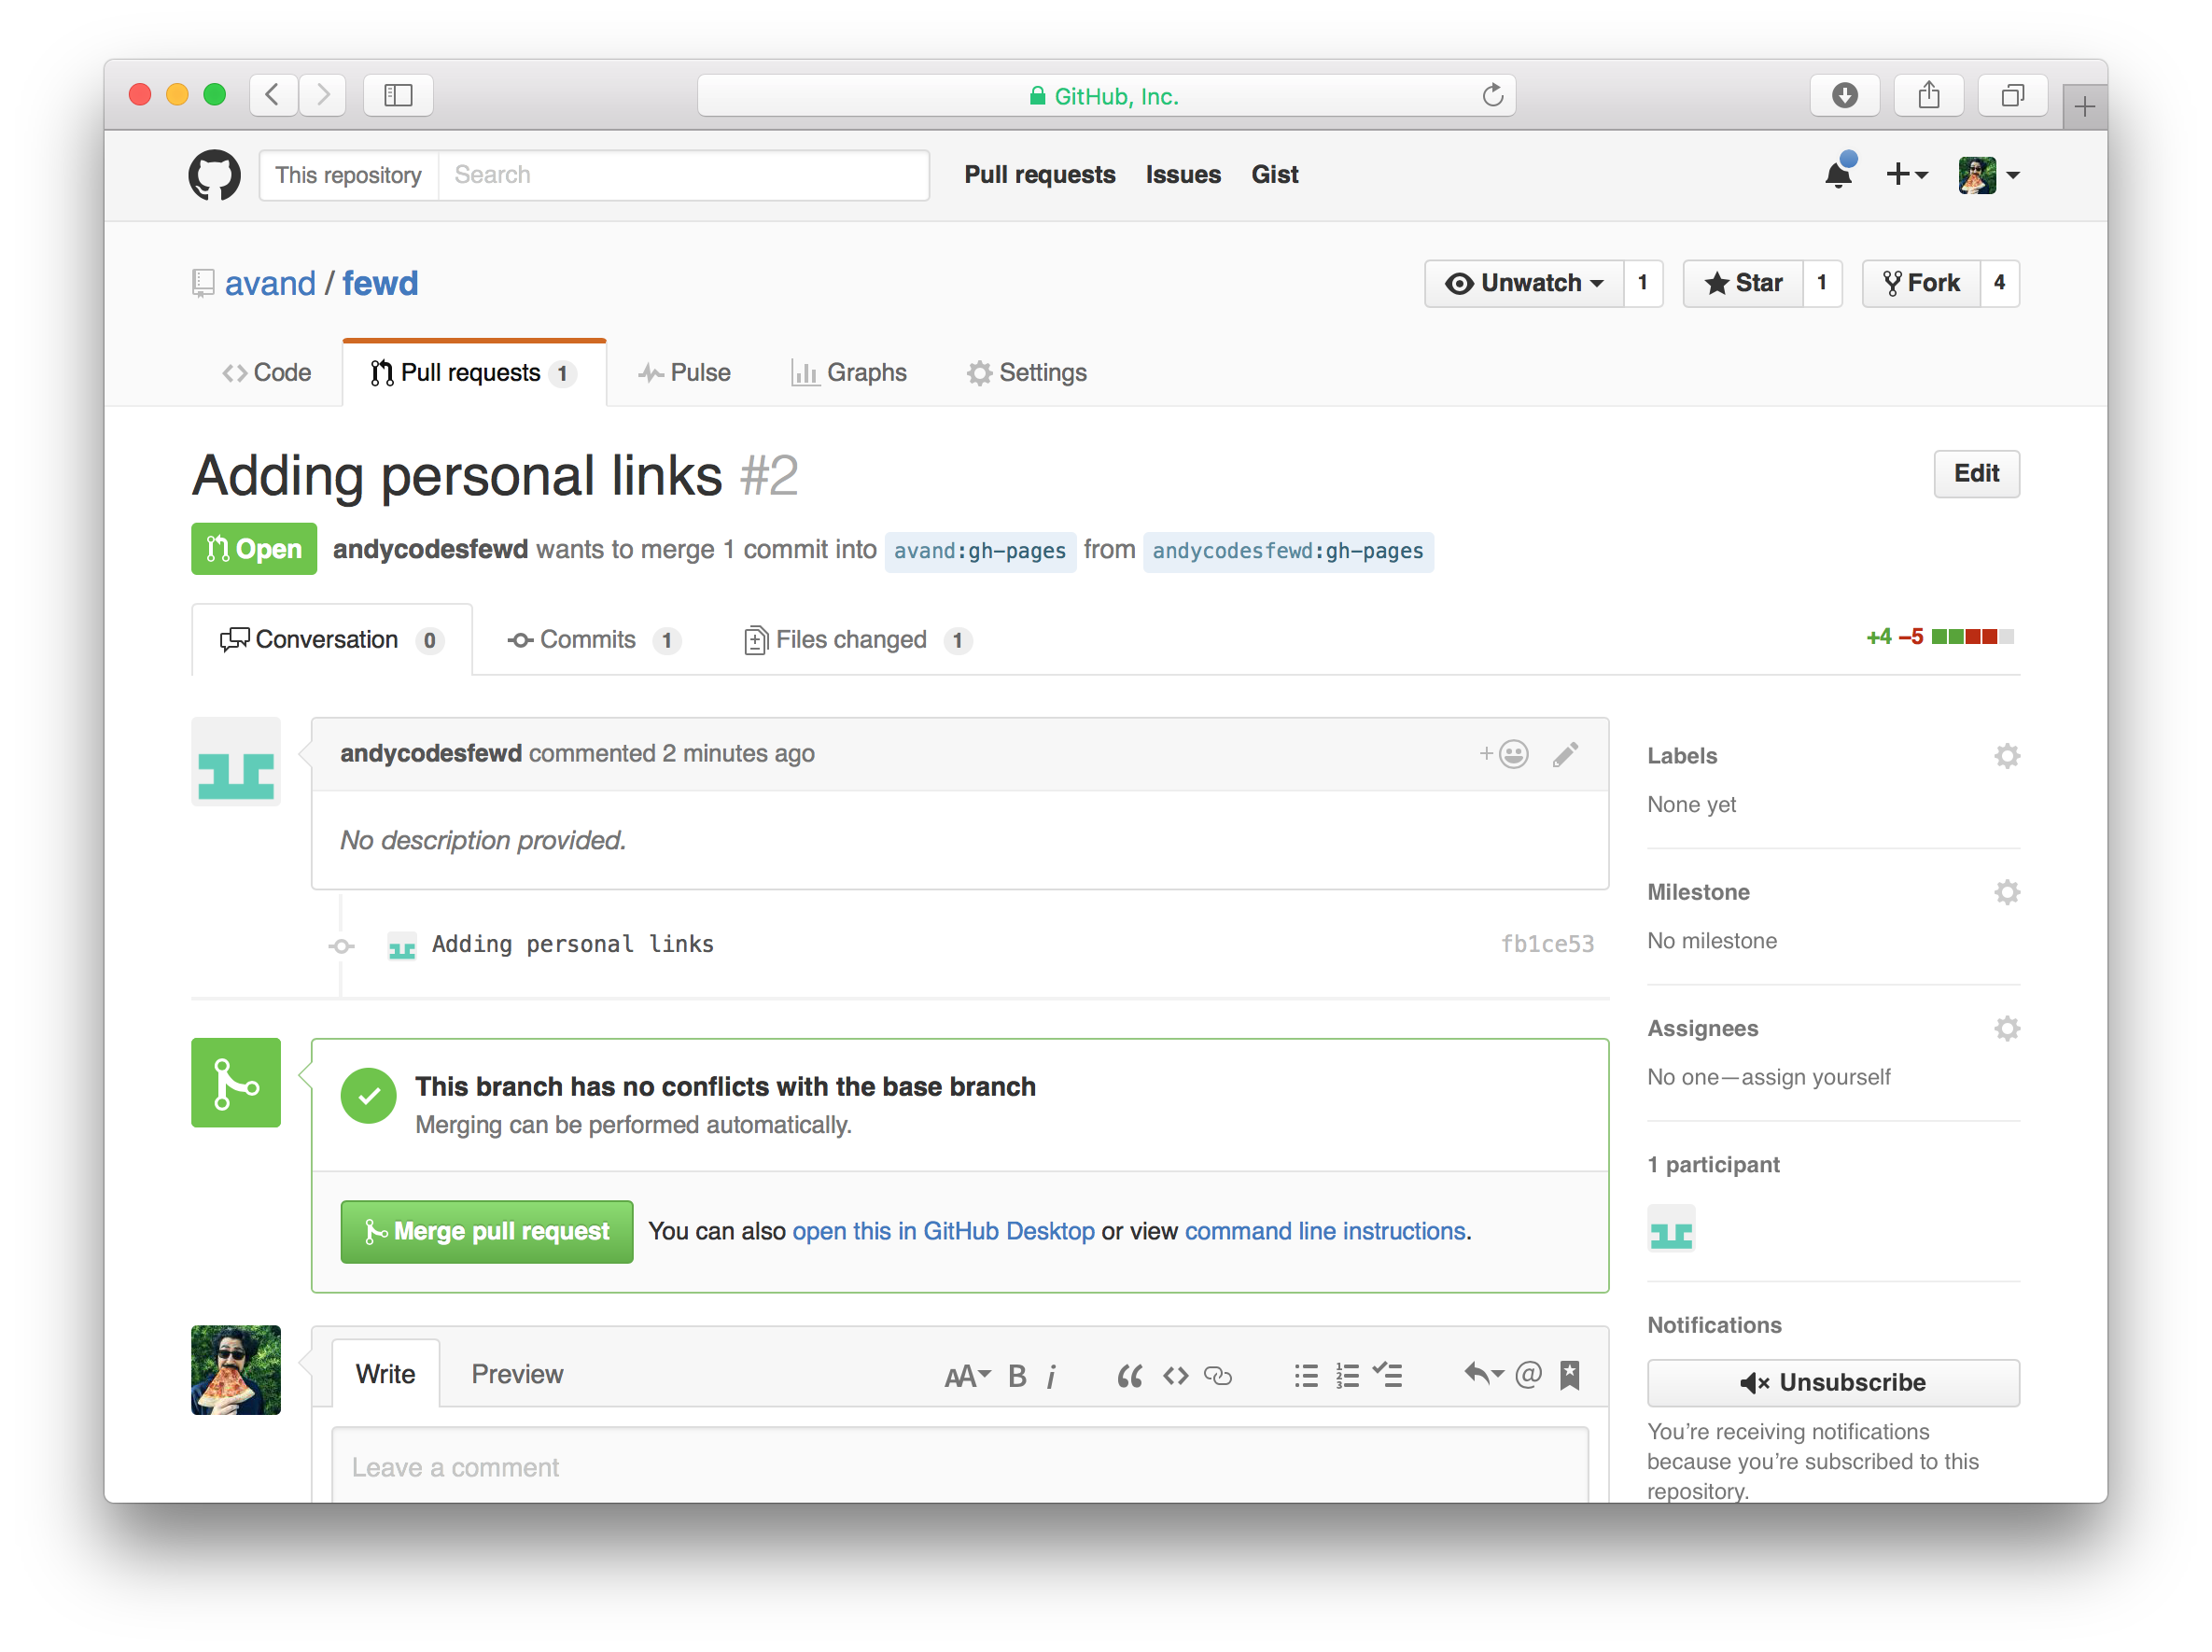 GitHub, Inc.
This repository Search Pull requests Issues Gist
avand / fewd Unwatch 1 Star 1 Fork 4
Code Pull requests 1 Pulse Graphs Settings
Adding personal links #2 Edit
Open andycodesfewd wants to merge 1 commit into avand:gh-pages from andycodesfewd:gh-pages
Conversation 0 Commits 1 Files changed 1 +4 −5
andycodesfewd commented 2 minutes ago
No description provided.
Adding personal links fb1ce53
This branch has no conflicts with the base branch
Merging can be performed automatically.
Merge pull request You can also open this in GitHub Desktop or view command line instructions.
Write Preview AA B i @
Leave a comment
Labels
None yet
Milestone
No milestone
Assignees
No one—assign yourself
1 participant
Notifications
Unsubscribe
You’re receiving notifications
because you’re subscribed to this
repository.